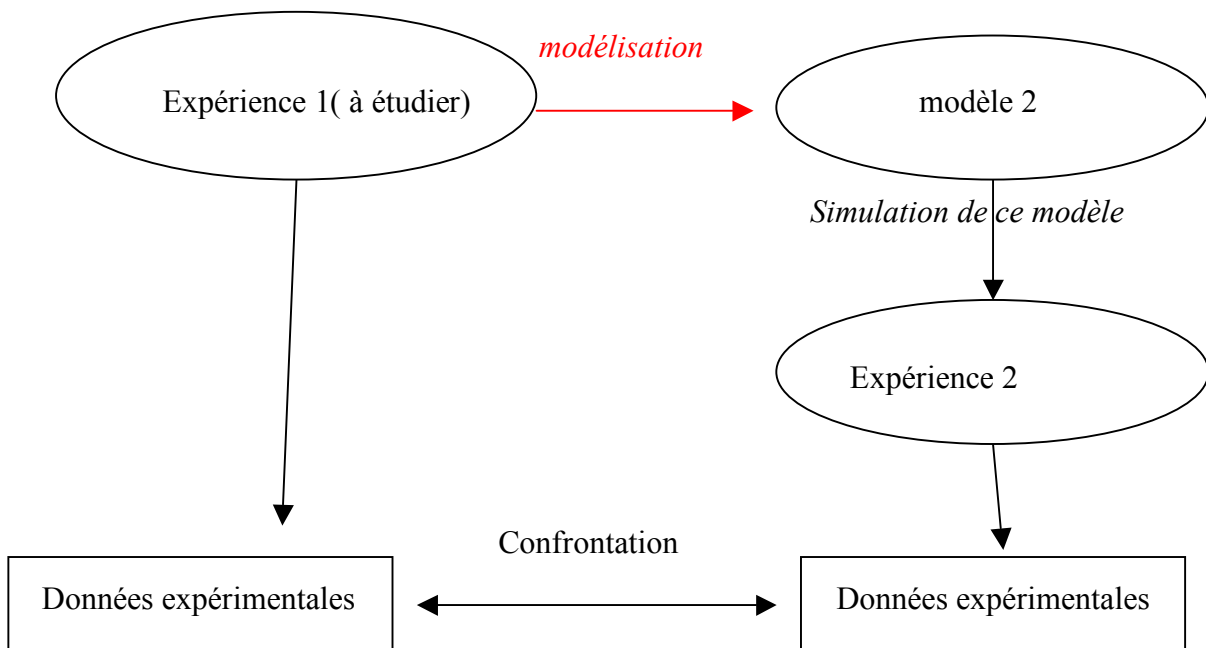 modélisation
Expérience 1( à étudier)
modèle 2
Simulation de ce modèle
Expérience 2
Confrontation
Données expérimentales
Données expérimentales